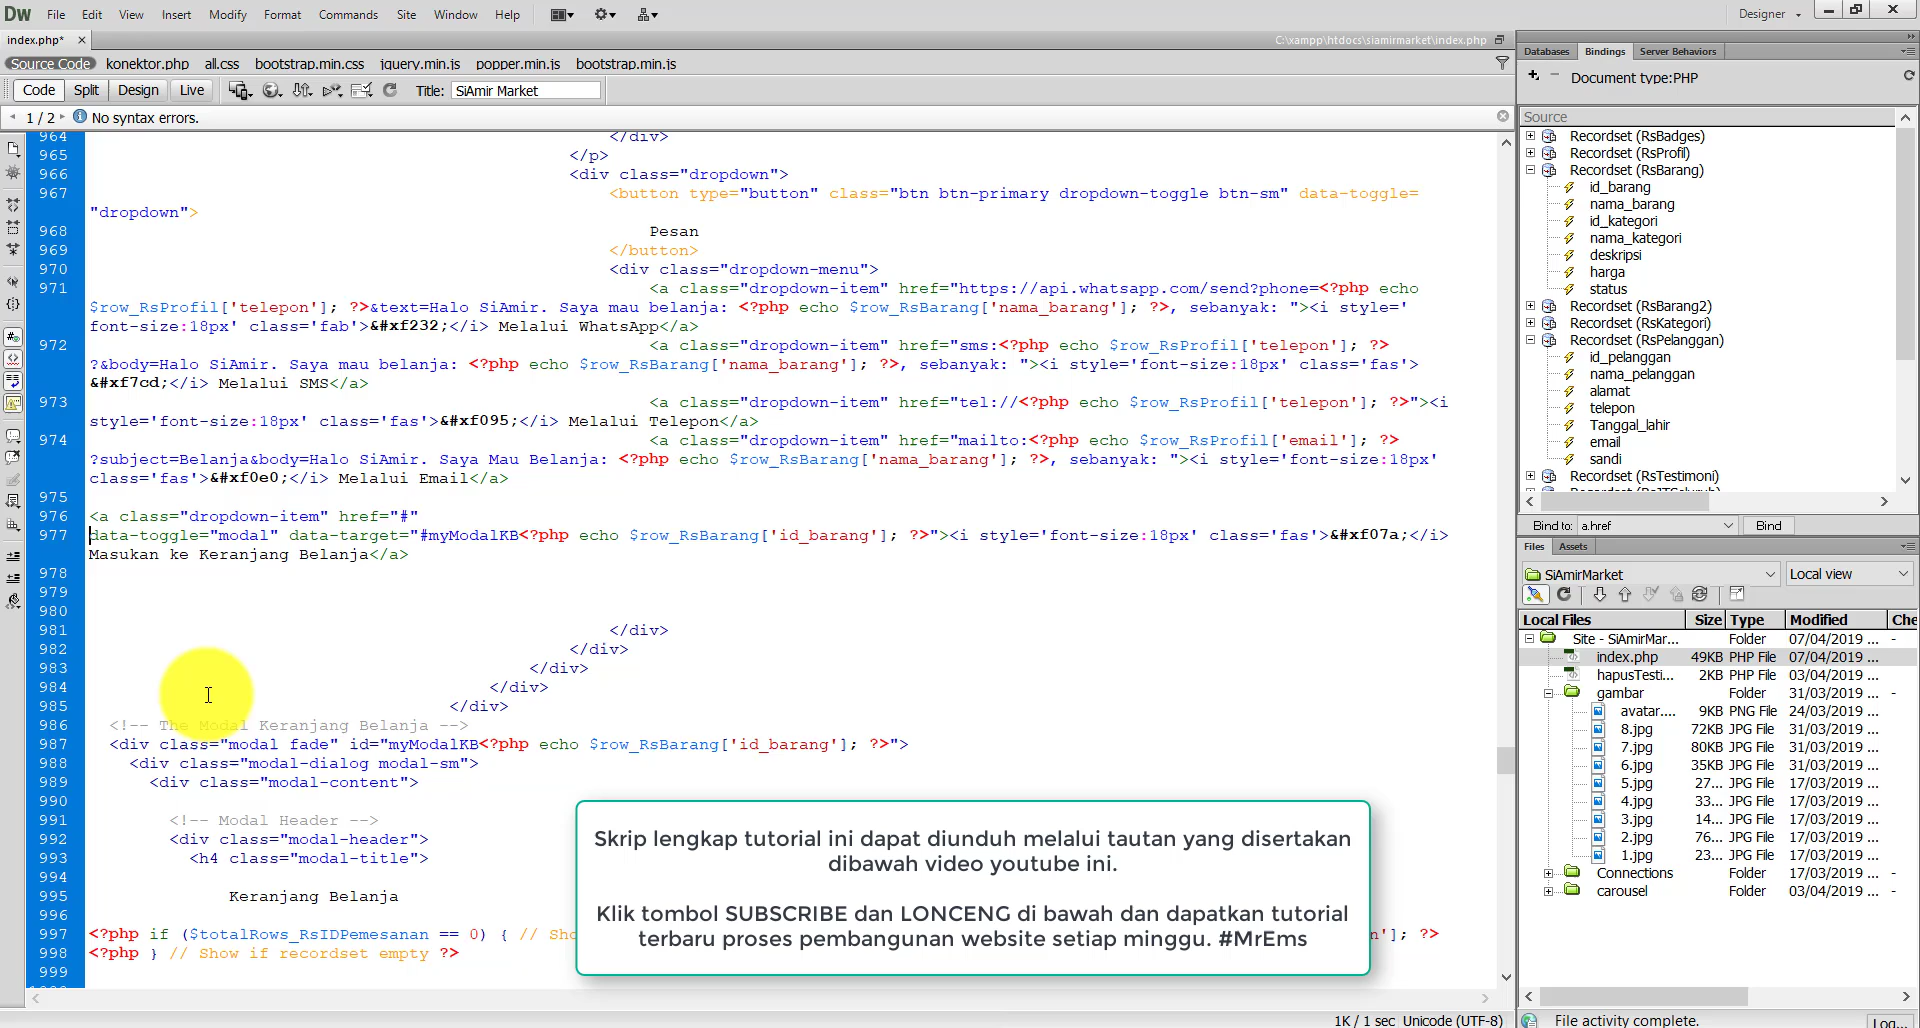 Dw File Edit View Insert Modify Format Commands Site Window Help Designer
index.php* C:\xampp\htdocs\siamirmarket\index.php
Source Code konektor.php all.css bootstrap.min.css jquery.min.js popper.min.js bootstrap.min.js
Code Split Design Live Title: SiAmir Market
1 / 2 No syntax errors.
964 </div>
965 </p>
966 <div class="dropdown">
967 <button type="button" class="btn btn-primary dropdown-toggle btn-sm" data-toggle=
"dropdown">
968 Pesan
969 </button>
970 <div class="dropdown-menu">
971 <a class="dropdown-item" href="https://api.whatsapp.com/send?phone=<?php echo
$row_RsProfil['telepon']; ?>&text=Halo SiAmir. Saya mau belanja: <?php echo $row_RsBarang['nama_barang']; ?>, sebanyak: "><i style='
font-size:18px' class='fab'>&#xf232;</i> Melalui WhatsApp</a>
972 <a class="dropdown-item" href="sms:<?php echo $row_RsProfil['telepon']; ?>
?&body=Halo SiAmir. Saya mau belanja: <?php echo $row_RsBarang['nama_barang']; ?>, sebanyak: "><i style='font-size:18px' class='fas'>
&#xf7cd;</i> Melalui SMS</a>
973 <a class="dropdown-item" href="tel://<?php echo $row_RsProfil['telepon']; ?>"><i
style='font-size:18px' class='fas'>&#xf095;</i> Melalui Telepon</a>
974 <a class="dropdown-item" href="mailto:<?php echo $row_RsProfil['email']; ?>
?subject=Belanja&body=Halo SiAmir. Saya Mau Belanja: <?php echo $row_RsBarang['nama_barang']; ?>, sebanyak: "><i style='font-size:18px'
class='fas'>&#xf0e0;</i> Melalui Email</a>
975
976 <a class="dropdown-item" href="#"
977 data-toggle="modal" data-target="#myModalKB<?php echo $row_RsBarang['id_barang']; ?>"><i style='font-size:18px' class='fas'>&#xf07a;</i>
Masukan ke Keranjang Belanja</a>
978
979
980
981 </div>
982 </div>
983 </div>
984 </div>
985 </div>
986 <!-- The Modal Keranjang Belanja -->
987 <div class="modal fade" id="myModalKB<?php echo $row_RsBarang['id_barang']; ?>">
988 <div class="modal-dialog modal-sm">
989 <div class="modal-content">
990
991 <!-- Modal Header -->
992 <div class="modal-header">
993 <h4 class="modal-title">
994
995 Keranjang Belanja
996
997 <?php if ($totalRows_RsIDPemesanan == 0) { // Sho n']; ?>
998 <?php } // Show if recordset empty ?>
999
Skrip lengkap tutorial ini dapat diunduh melalui tautan yang disertakan
dibawah video youtube ini.
Klik tombol SUBSCRIBE dan LONCENG di bawah dan dapatkan tutorial
terbaru proses pembangunan website setiap minggu. #MrEms
1K / 1 sec Unicode (UTF-8)
Databases Bindings Server Behaviors
Document type:PHP
Source
Recordset (RsBadges)
Recordset (RsProfil)
Recordset (RsBarang)
id_barang
nama_barang
id_kategori
nama_kategori
deskripsi
harga
status
Recordset (RsBarang2)
Recordset (RsKategori)
Recordset (RsPelanggan)
id_pelanggan
nama_pelanggan
alamat
telepon
Tanggal_lahir
email
sandi
Recordset (RsTestimoni)
Bind to: a.href Bind
Files Assets
SiAmirMarket Local view
Local Files Size Type Modified Che
Site - SiAmirMar... Folder 07/04/2019 ... -
index.php 49KB PHP File 07/04/2019 ...
hapusTesti... 2KB PHP File 03/04/2019 ...
gambar Folder 31/03/2019 ... -
avatar.... 9KB PNG File 24/03/2019 ...
8.jpg 72KB JPG File 31/03/2019 ...
7.jpg 80KB JPG File 31/03/2019 ...
6.jpg 35KB JPG File 31/03/2019 ...
5.jpg 27... JPG File 17/03/2019 ...
4.jpg 33... JPG File 17/03/2019 ...
3.jpg 14... JPG File 17/03/2019 ...
2.jpg 76... JPG File 17/03/2019 ...
1.jpg 23... JPG File 17/03/2019 ...
Connections Folder 17/03/2019 ... -
carousel Folder 03/04/2019 ... -
File activity complete. Log...